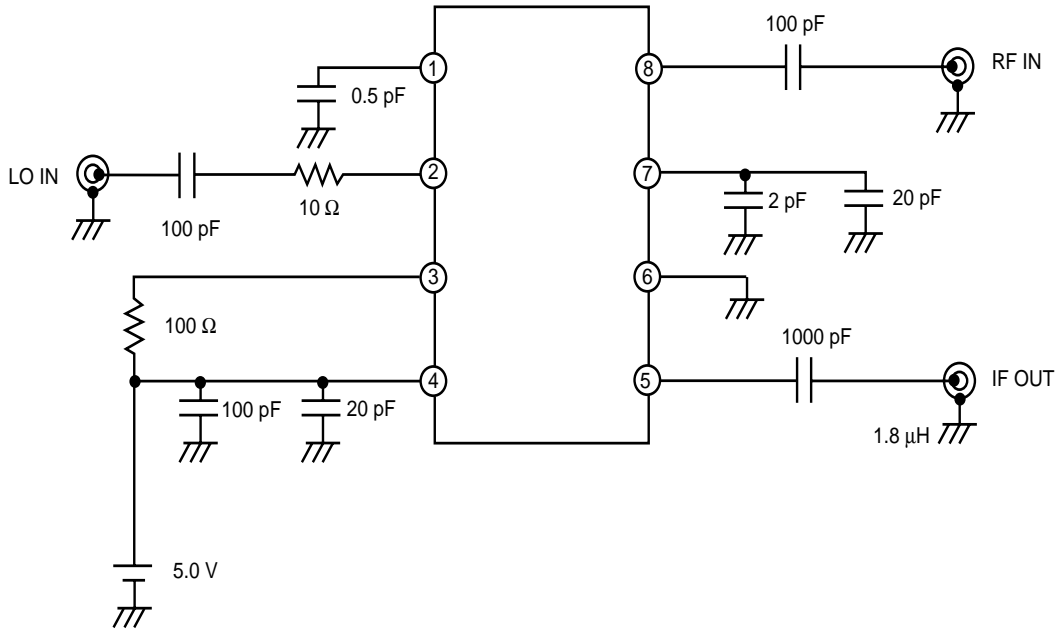 100 pF
RF IN
1
8
0.5 pF
LO IN
2
7
100 pF
10 Ω
2 pF
20 pF
3
6
100 Ω
1000 pF
4
5
IF OUT
100 pF
20 pF
1.8 μH
5.0 V